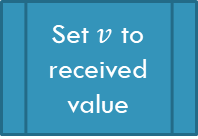 Set v to
received
value